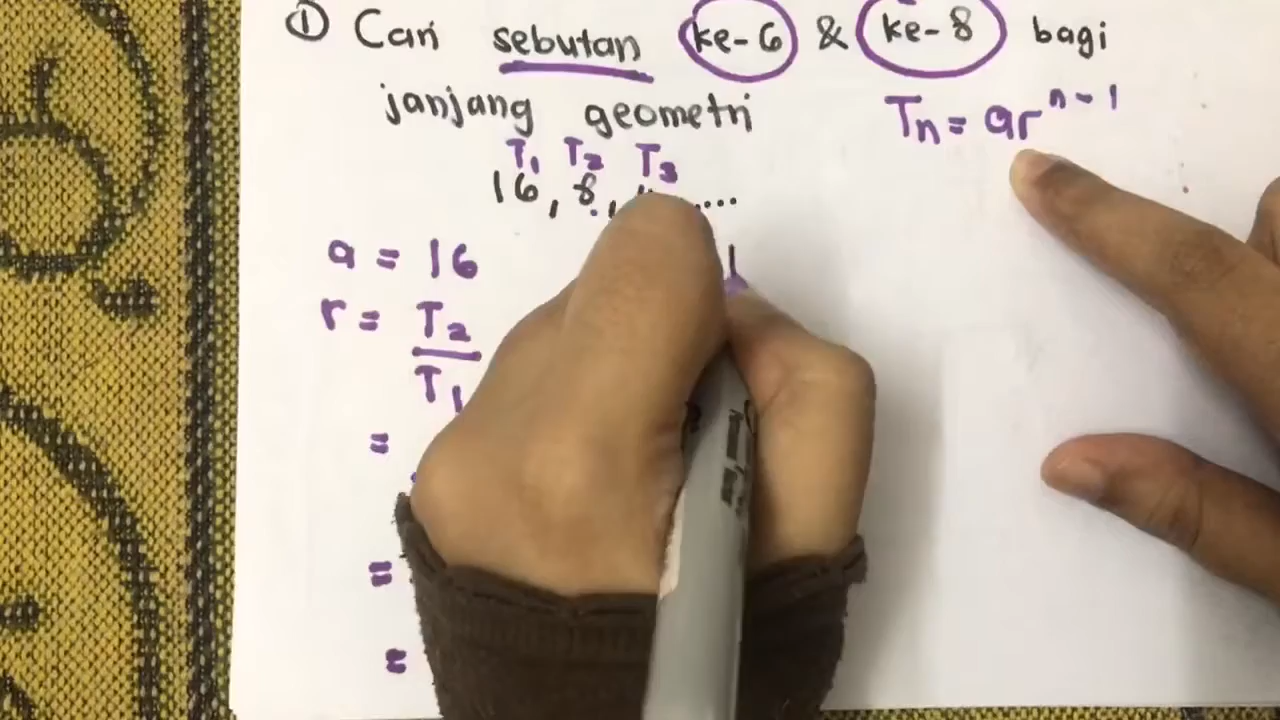 ① Cari sebutan ke-6 & ke-8 bagi
janjang geometri
Tn = ar^n-1
T1 T2 T3
16, 8, ....
a = 16
r = T2
T1
=
=
=